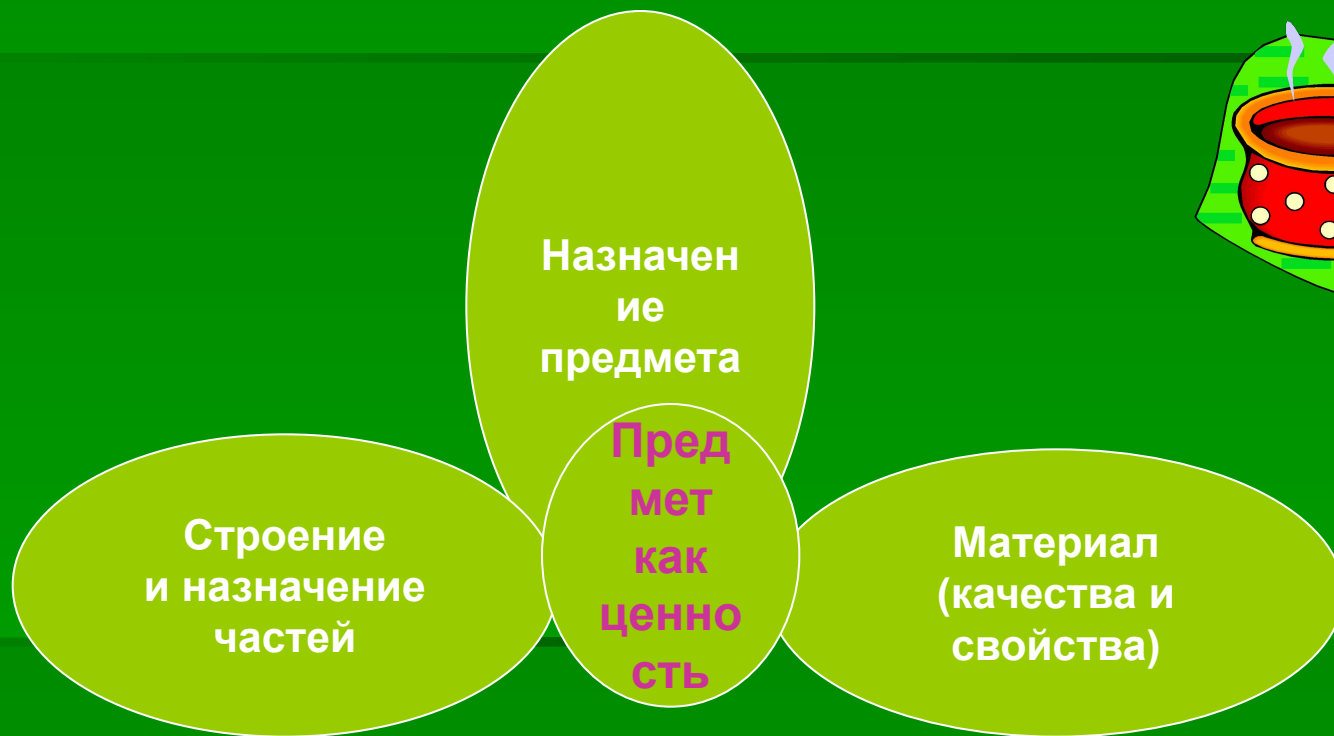 Назначен
ие
предмета
Пред
мет
как
ценно
сть
Строение
и назначение
частей
Материал
(качества и
свойства)